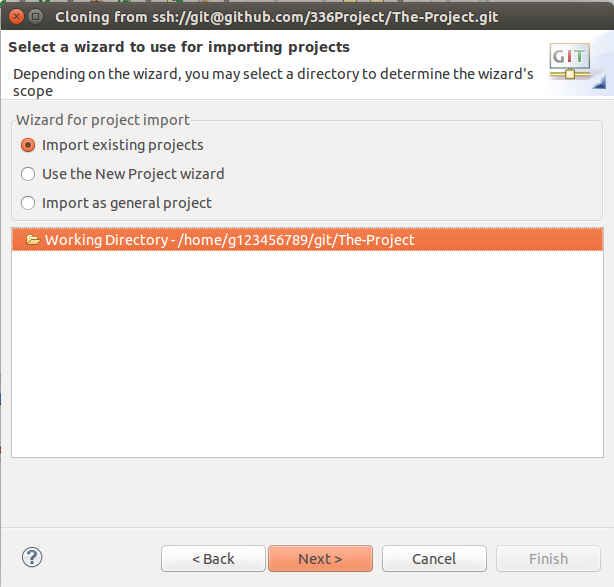 Cloning from ssh://git@github.com/336Project/The-Project.git
Select a wizard to use for importing projects
Depending on the wizard, you may select a directory to determine the wizard's
scope
GIT
Wizard for project import
Import existing projects
Use the New Project wizard
Import as general project
Working Directory - /home/g123456789/git/The-Project
?
< Back
Next >
Cancel
Finish